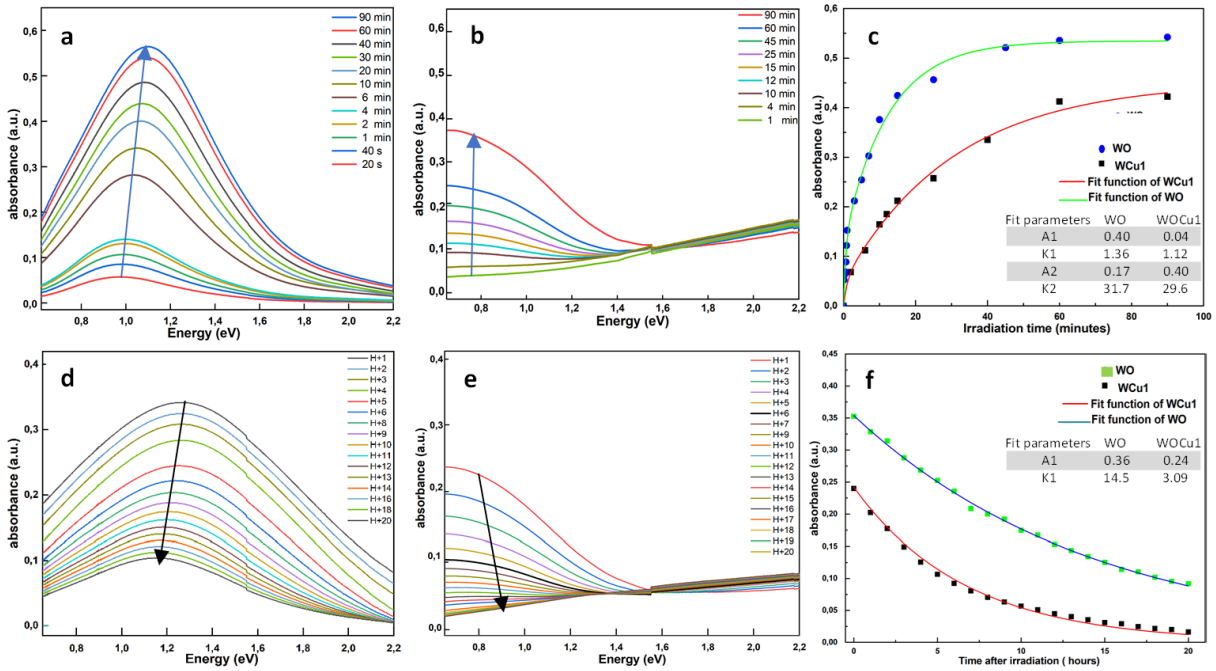 a
0,6
0,5
0,4
0,3
0,2
0,1
0,0
absorbance (a.u.)
0,8 1,0 1,2 1,4 1,6 1,8 2,0 2,2
Energy (eV)
90 min
60 min
40 min
30 min
20 min
10 min
6 min
4 min
2 min
1 min
40 s
20 s
b
0,6
0,5
0,4
0,3
0,2
0,1
0,0
absorbance (a.u.)
0,8 1,0 1,2 1,4 1,6 1,8 2,0 2,2
Energy (eV)
90 min
60 min
45 min
25 min
15 min
12 min
10 min
4 min
1 min
c
0,6
0,5
0,4
0,3
0,2
0,1
0,0
absorbance (a.u.)
0 20 40 60 80 100
Irradiation time (minutes)
WO
WCu1
Fit function of WCu1
Fit function of WO
Fit parameters WO WOCu1
A1 0.40 0.04
K1 1.36 1.12
A2 0.17 0.40
K2 31.7 29.6
d
0,4
0,3
0,2
0,1
0,0
absorbance (a.u.)
0,8 1,0 1,2 1,4 1,6 1,8 2,0 2,2
Energy (eV)
H+1
H+2
H+3
H+4
H+5
H+6
H+8
H+9
H+10
H+11
H+12
H+13
H+14
H+16
H+18
H+20
e
0,4
0,3
0,2
0,1
0,0
absorbance (a.u.)
0,8 1,0 1,2 1,4 1,6 1,8 2,0 2,2
Energy (eV)
H+1
H+2
H+3
H+4
H+5
H+6
H+7
H+9
H+10
H+11
H+12
H+13
H+14
H+15
H+16
H+17
H+18
H+19
H+20
f
0,45
0,40
0,35
0,30
0,25
0,20
0,15
0,10
0,05
0,00
absorbance (a.u.)
0 5 10 15 20
Time after irradiation ( hours)
WO
WCu1
Fit function of WCu1
Fit function of WO
Fit parameters WO WOCu1
A1 0.36 0.24
K1 14.5 3.09